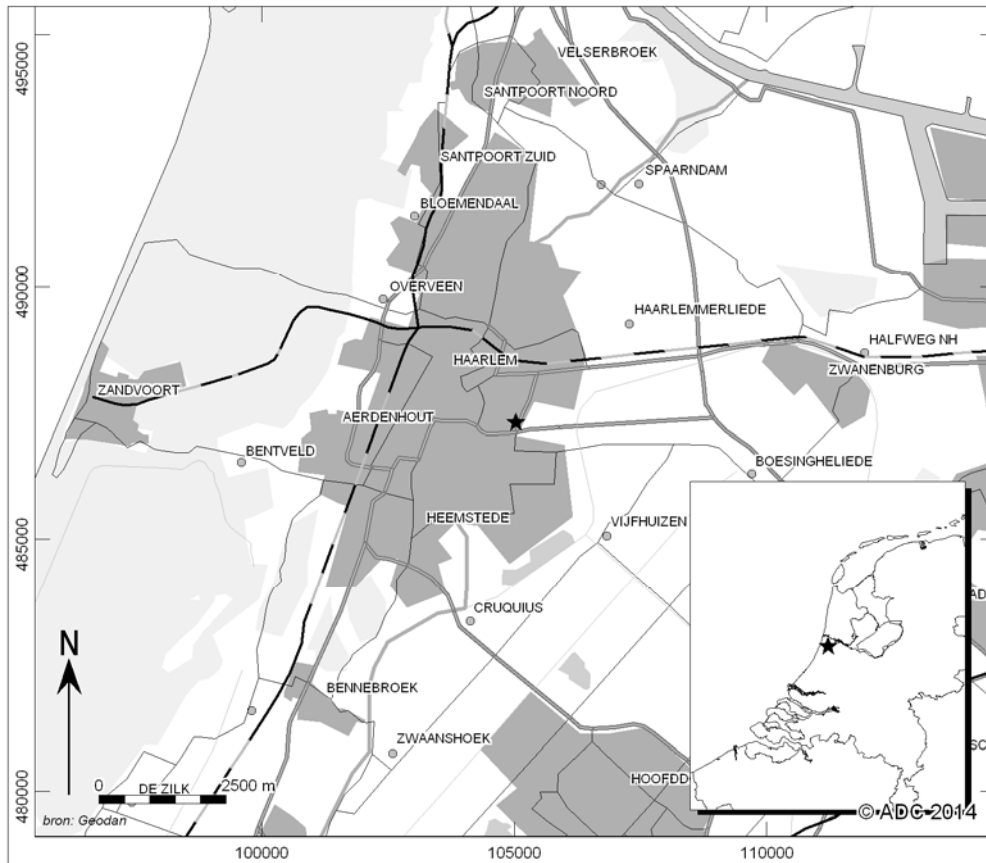 495000
VELSERBROEK
SANTPOORT NOORD
SANTPOORT ZUID
SPAARNDAM
BLOEMENDAAL
490000
OVERVEEN
HAARLEMMERLIEDE
HAARLEM
HALFWEG NH
ZWANENBURG
ZANDVOORT
AERDENHOUT
BENTVELD
BOESINGHELIEDE
HEEMSTEDE
VIJFHUIZEN
485000
CRUQUIUS
AD
N
BENNEBROEK
ZWAANSHOEK
SC
HOOFDD
480000
0 2500 m
DE ZILK
bron: Geodan
© ADC 2014
100000 105000 110000